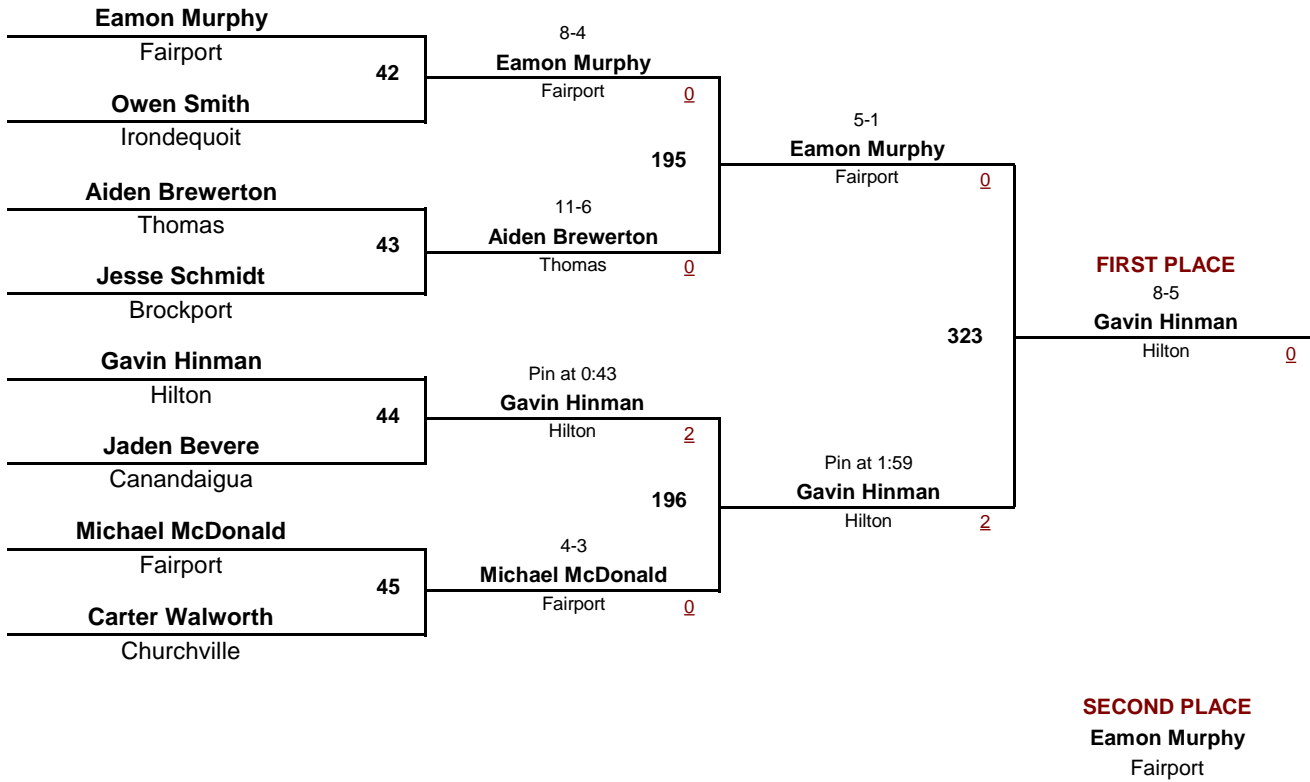 Eamon Murphy
Fairport
42
Owen Smith
Irondequoit
Aiden Brewerton
Thomas
43
Jesse Schmidt
Brockport
Gavin Hinman
Hilton
44
Jaden Bevere
Canandaigua
Michael McDonald
Fairport
45
Carter Walworth
Churchville
8-4
Eamon Murphy
Fairport 0
195
11-6
Aiden Brewerton
Thomas 0
Pin at 0:43
Gavin Hinman
Hilton 2
196
4-3
Michael McDonald
Fairport 0
5-1
Eamon Murphy
Fairport 0
323
Pin at 1:59
Gavin Hinman
Hilton 2
FIRST PLACE
8-5
Gavin Hinman
Hilton 0
SECOND PLACE
Eamon Murphy
Fairport